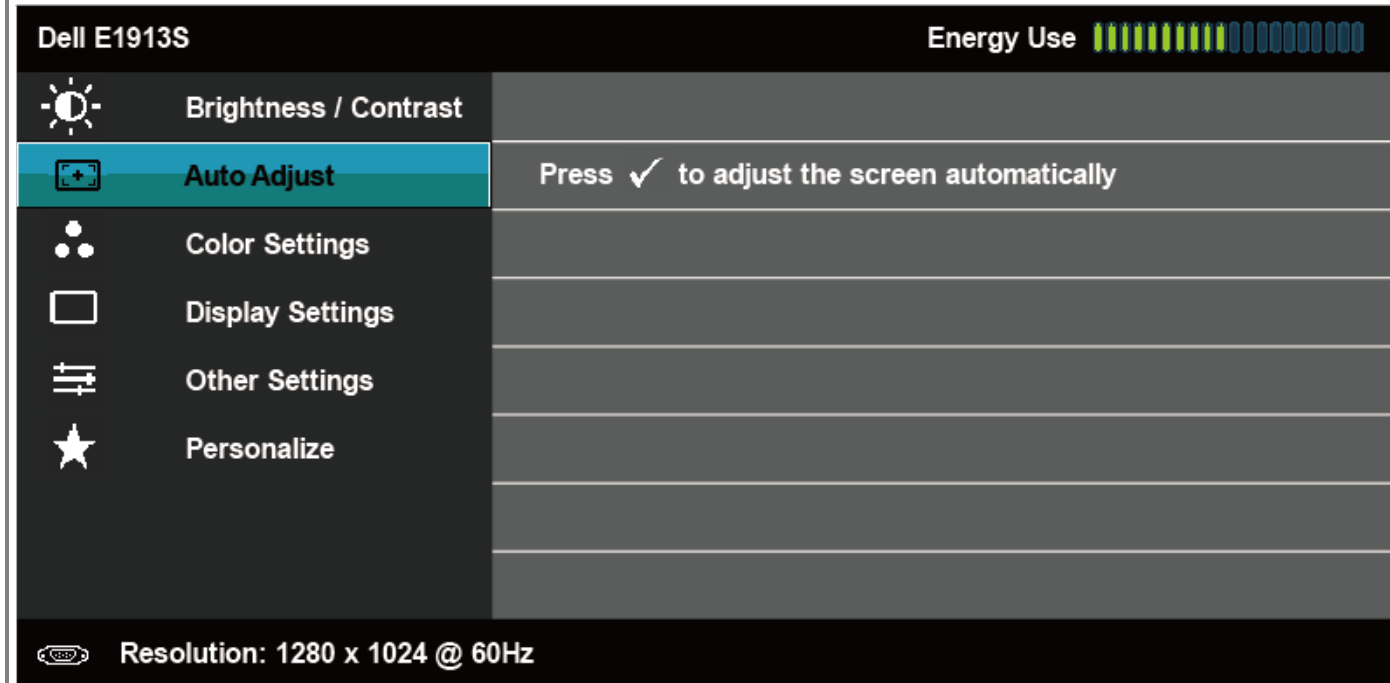 Dell E1913S Energy Use
Brightness / Contrast
Auto Adjust Press ✓ to adjust the screen automatically
Color Settings
Display Settings
Other Settings
Personalize
Resolution: 1280 x 1024 @ 60Hz